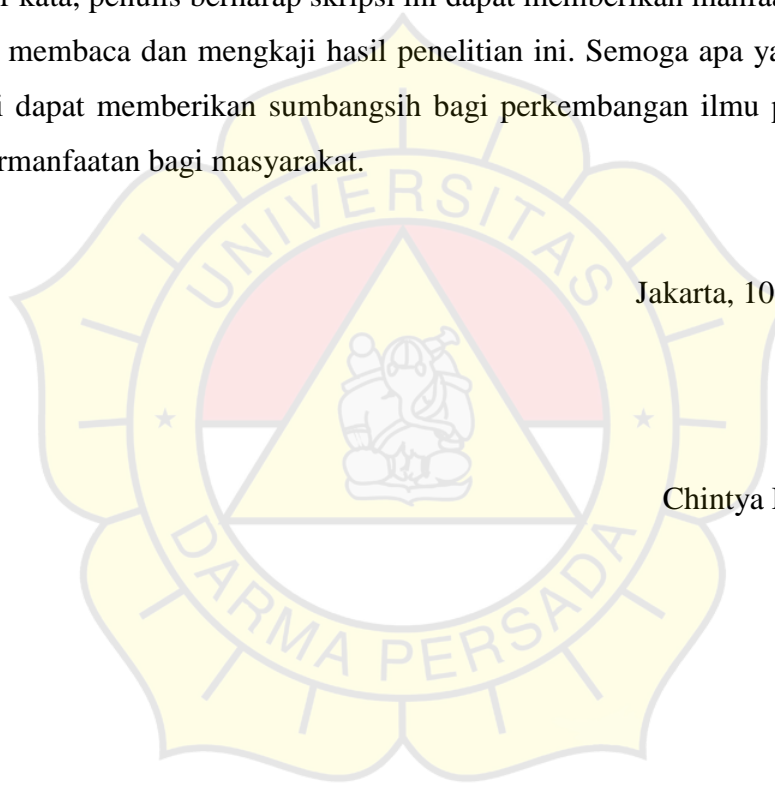 r kata, penulis berharap skripsi ini dapat memberikan manfaa
membaca dan mengkaji hasil penelitian ini. Semoga apa ya
i dapat memberikan sumbangsih bagi perkembangan ilmu p
rmanfaatan bagi masyarakat.
UNIVERSITAS
Jakarta, 10
Chintya
DARMA PERSADA